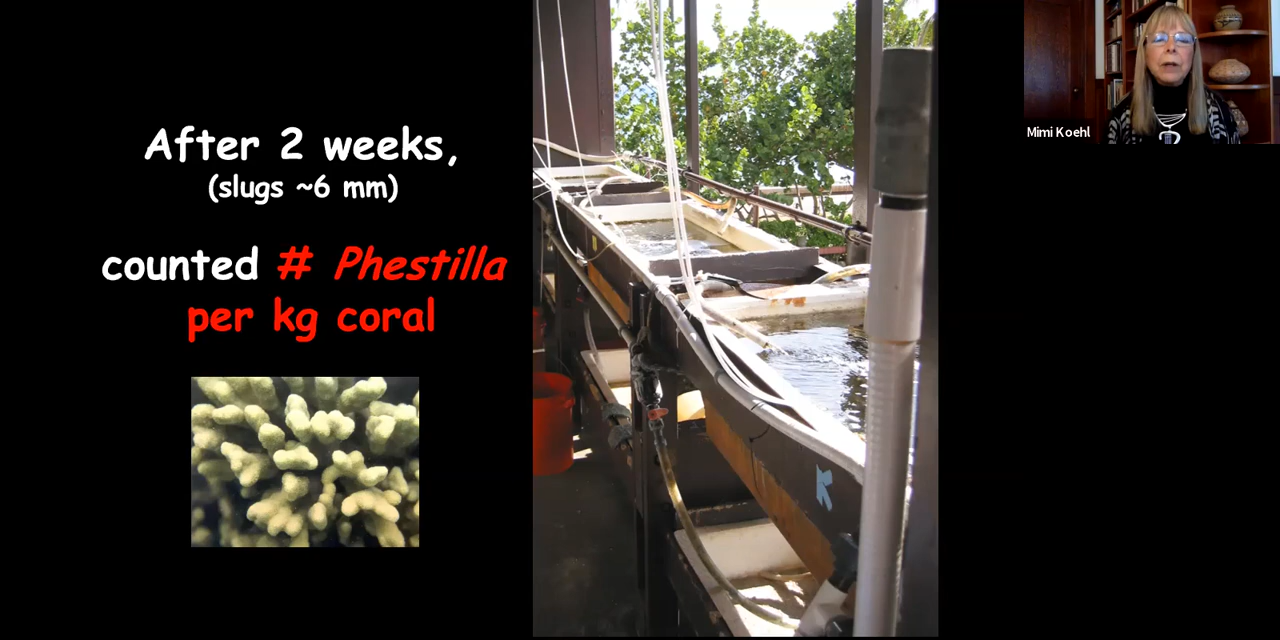 After 2 weeks,
(slugs ~6 mm)
counted # Phestilla
per kg coral
K
Mimi Koehl